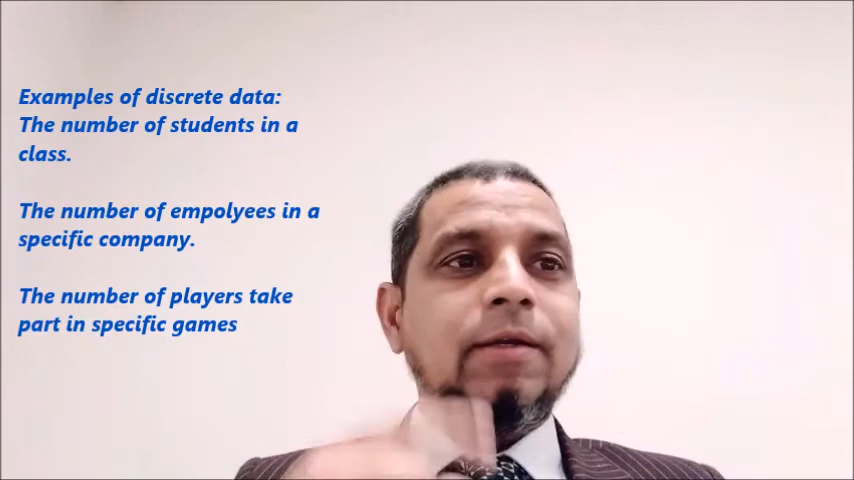 Examples of discrete data:
The number of students in a
class.
The number of empolyees in a
specific company.
The number of players take
part in specific games